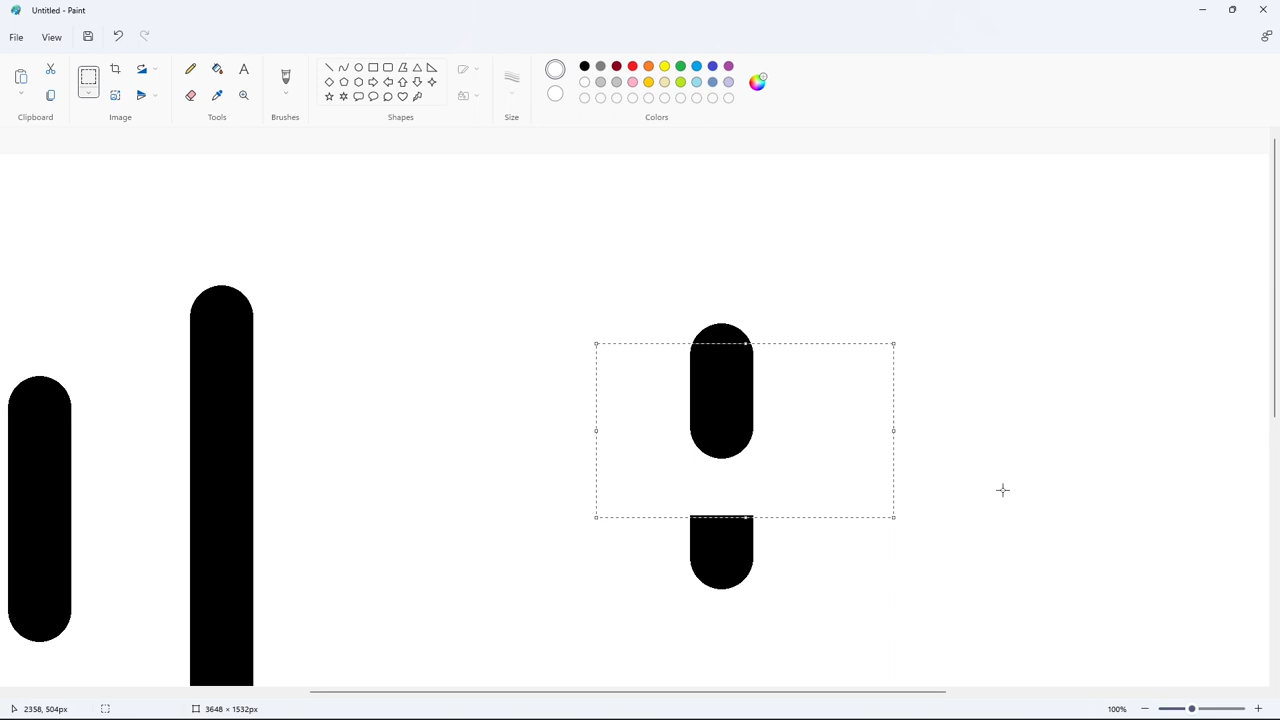 Untitled - Paint
File View
Clipboard Image Tools Brushes Shapes Size Colors
2358, 504px 3648 × 1532px 100%